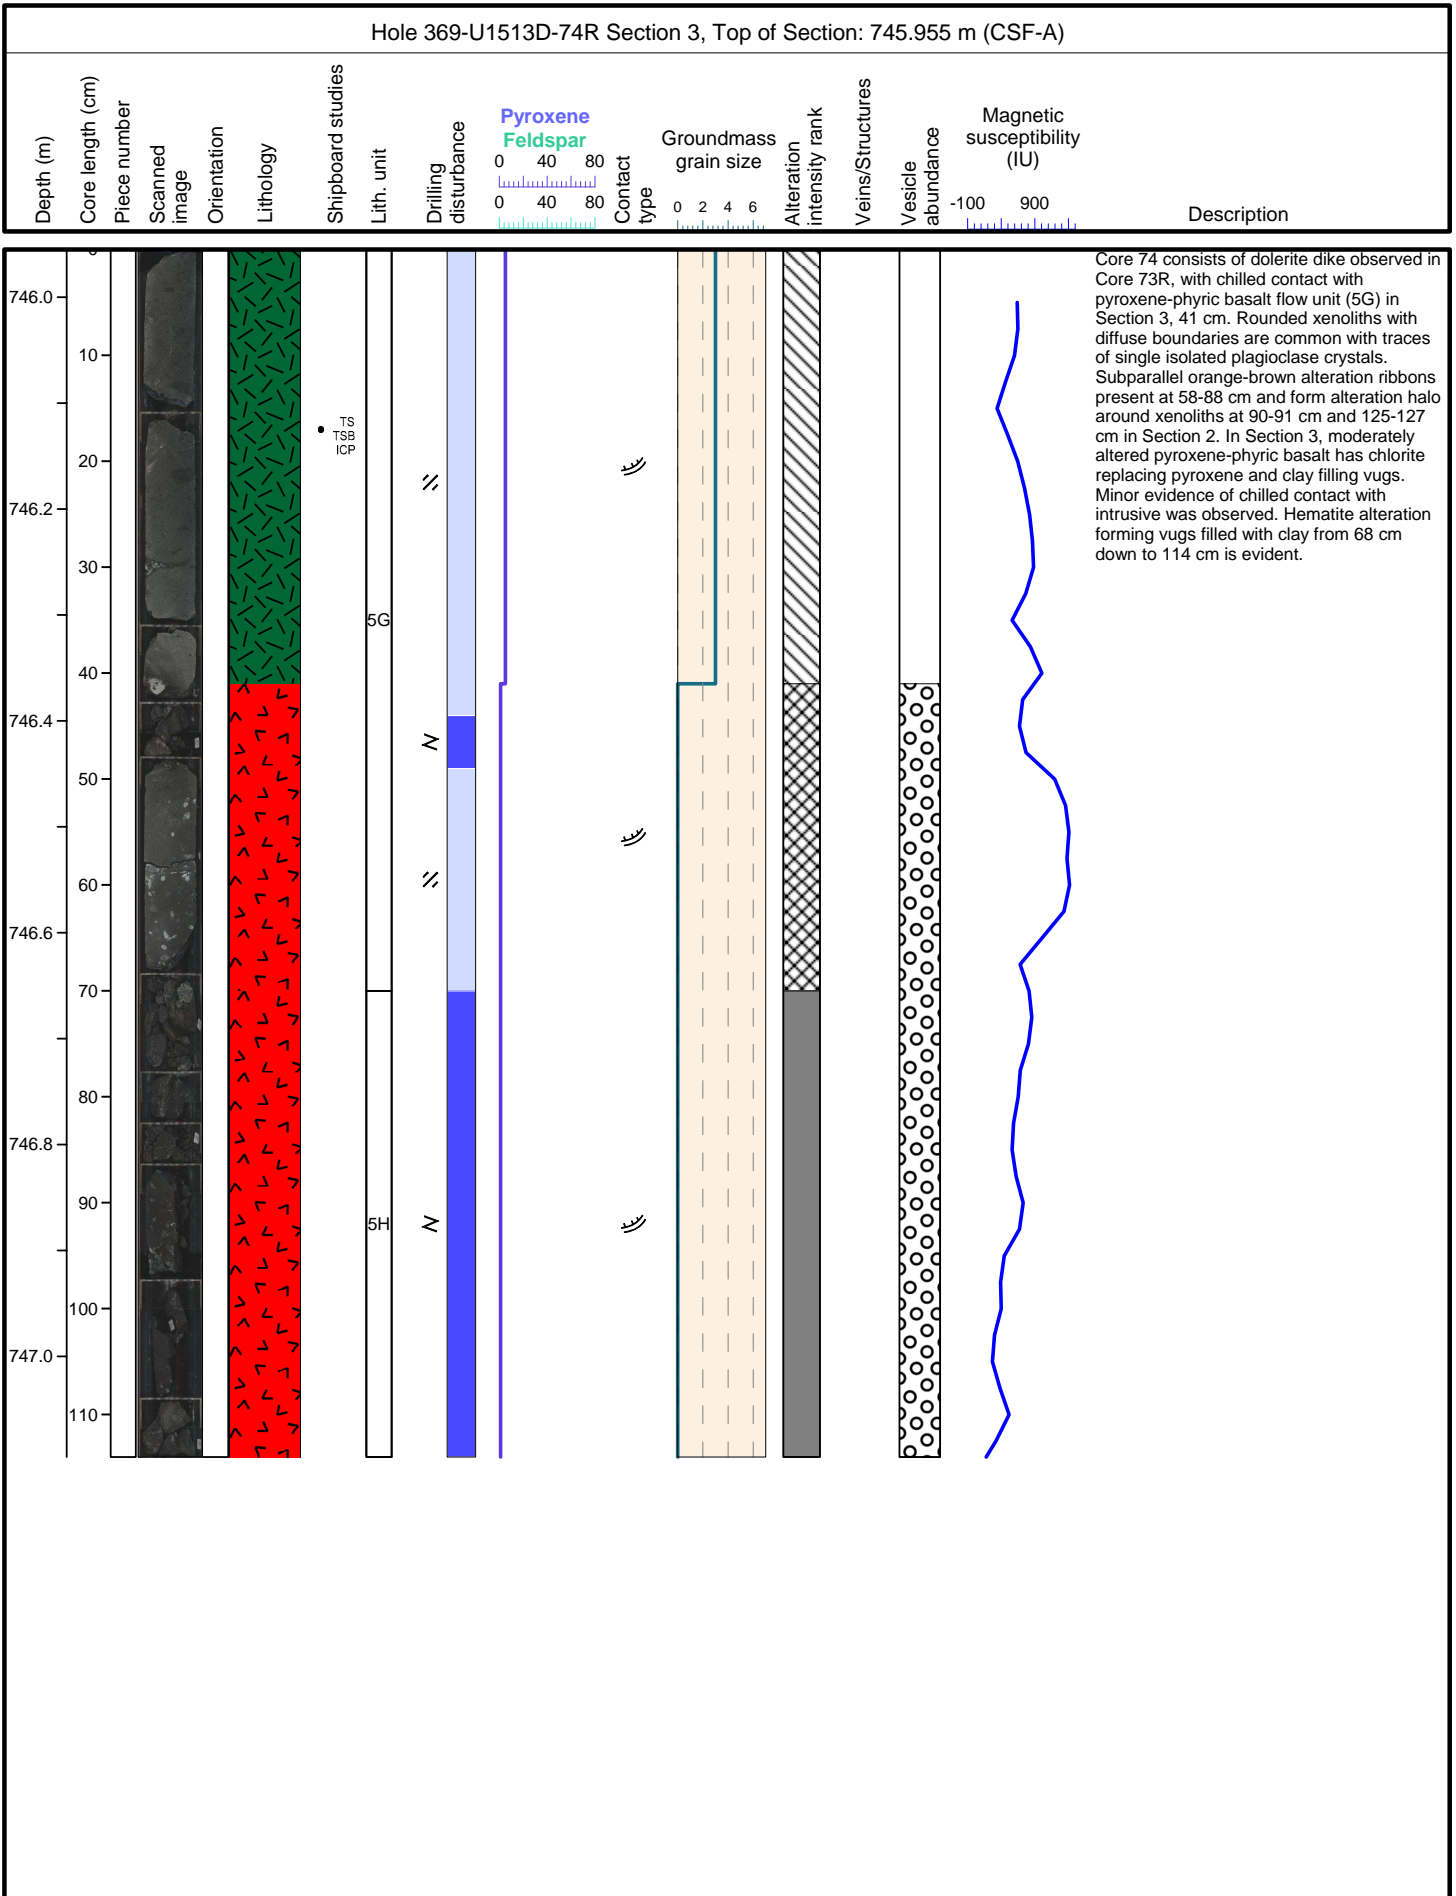 Hole 369-U1513D-74R Section 3, Top of Section: 745.955 m (CSF-A)
Depth (m)
Core length (cm)
Piece number
Scanned
image
Orientation
Lithology
Shipboard studies
Lith. unit
Drilling
disturbance
Pyroxene
Feldspar
0 40 80
0 40 80
Contact
type
Groundmass
grain size
0 2 4 6
Alteration
intensity rank
Veins/Structures
Vesicle
abundance
Magnetic
susceptibility
(IU)
-100 900
Description
0
746.0
10
20
746.2
30
40
746.4
50
60
746.6
70
80
746.8
90
100
747.0
110
TS
TSB
ICP
5G
5H
Core 74 consists of dolerite dike observed in
Core 73R, with chilled contact with
pyroxene-phyric basalt flow unit (5G) in
Section 3, 41 cm. Rounded xenoliths with
diffuse boundaries are common with traces
of single isolated plagioclase crystals.
Subparallel orange-brown alteration ribbons
present at 58-88 cm and form alteration halo
around xenoliths at 90-91 cm and 125-127
cm in Section 2. In Section 3, moderately
altered pyroxene-phyric basalt has chlorite
replacing pyroxene and clay filling vugs.
Minor evidence of chilled contact with
intrusive was observed. Hematite alteration
forming vugs filled with clay from 68 cm
down to 114 cm is evident.